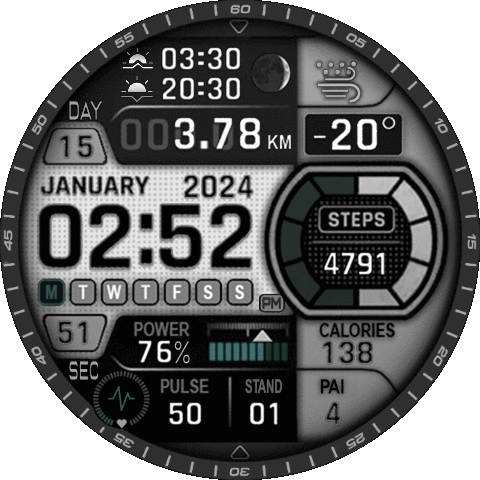 60
55
05
50
10
45
15
40
20
35
25
30
03:30
20:30
DAY
15
3.78 KM
-20°
JANUARY 2024
02:52
M T W T F S S
PM
STEPS
4791
51
SEC
POWER
76%
PULSE
50
STAND
01
CALORIES
138
PAI
4